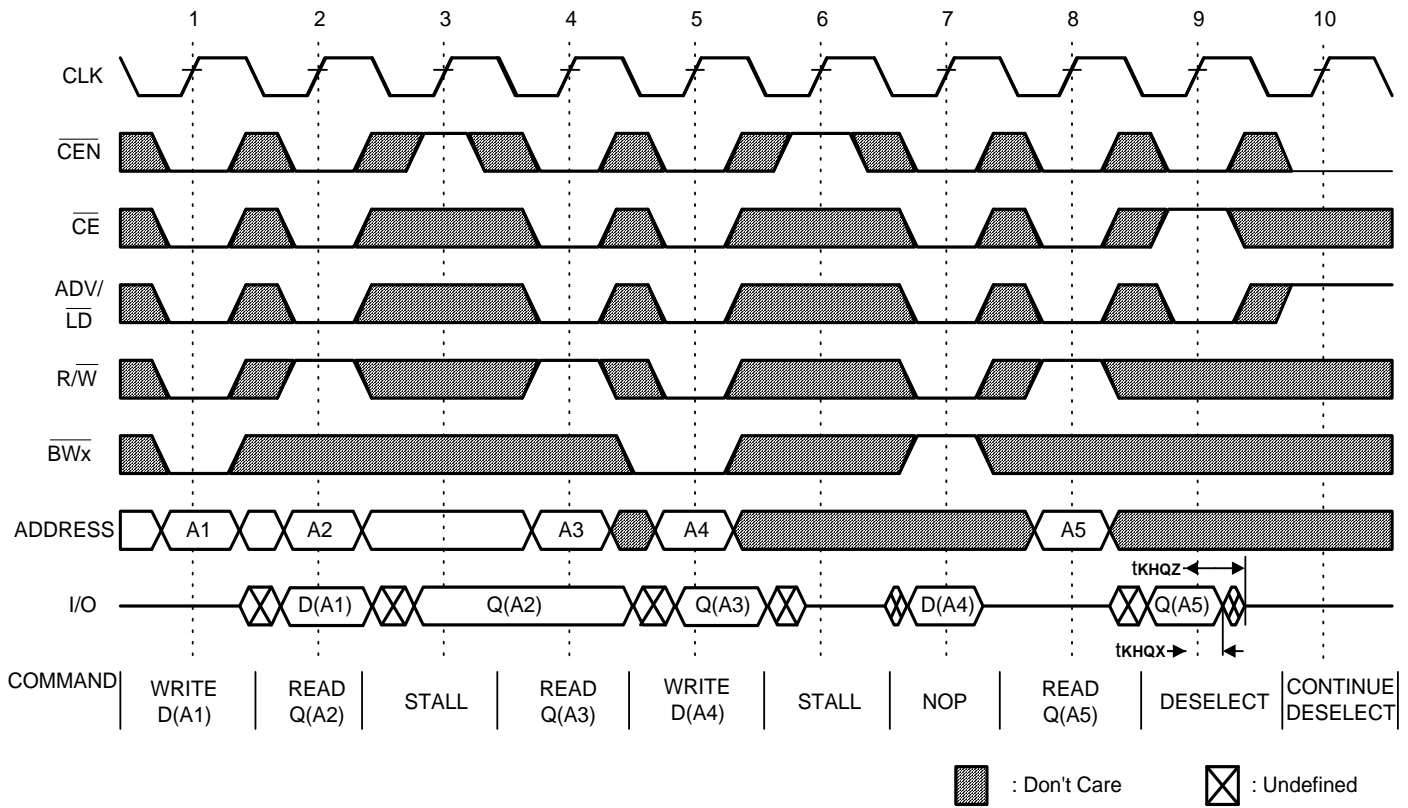 1 2 3 4 5 6 7 8 9 10
CLK
CEN
CE
ADV/
LD
R/W
BWx
ADDRESS A1 A2 A3 A4 A5
tKHQZ
I/O D(A1) Q(A2) Q(A3) D(A4) Q(A5)
tKHQX
COMMAND WRITE READ STALL READ WRITE STALL NOP READ DESELECT CONTINUE
D(A1) Q(A2) Q(A3) D(A4) Q(A5) DESELECT
: Don't Care : Undefined